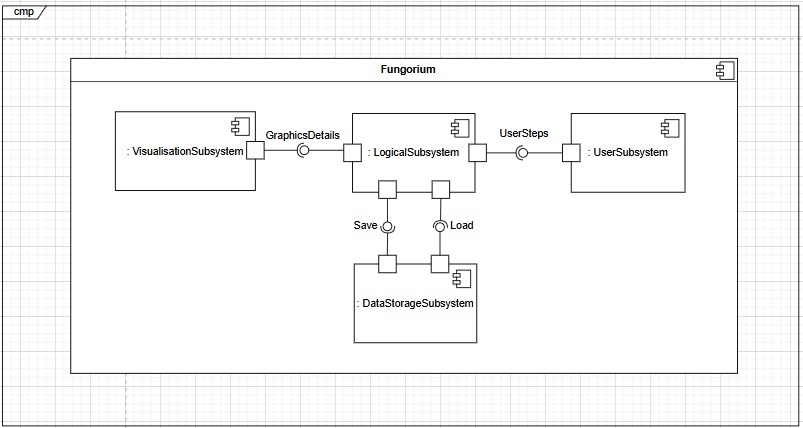 cmp
Fungorium
: VisualisationSubsystem
GraphicsDetails
: LogicalSubsystem
UserSteps
: UserSubsystem
Save
Load
: DataStorageSubsystem